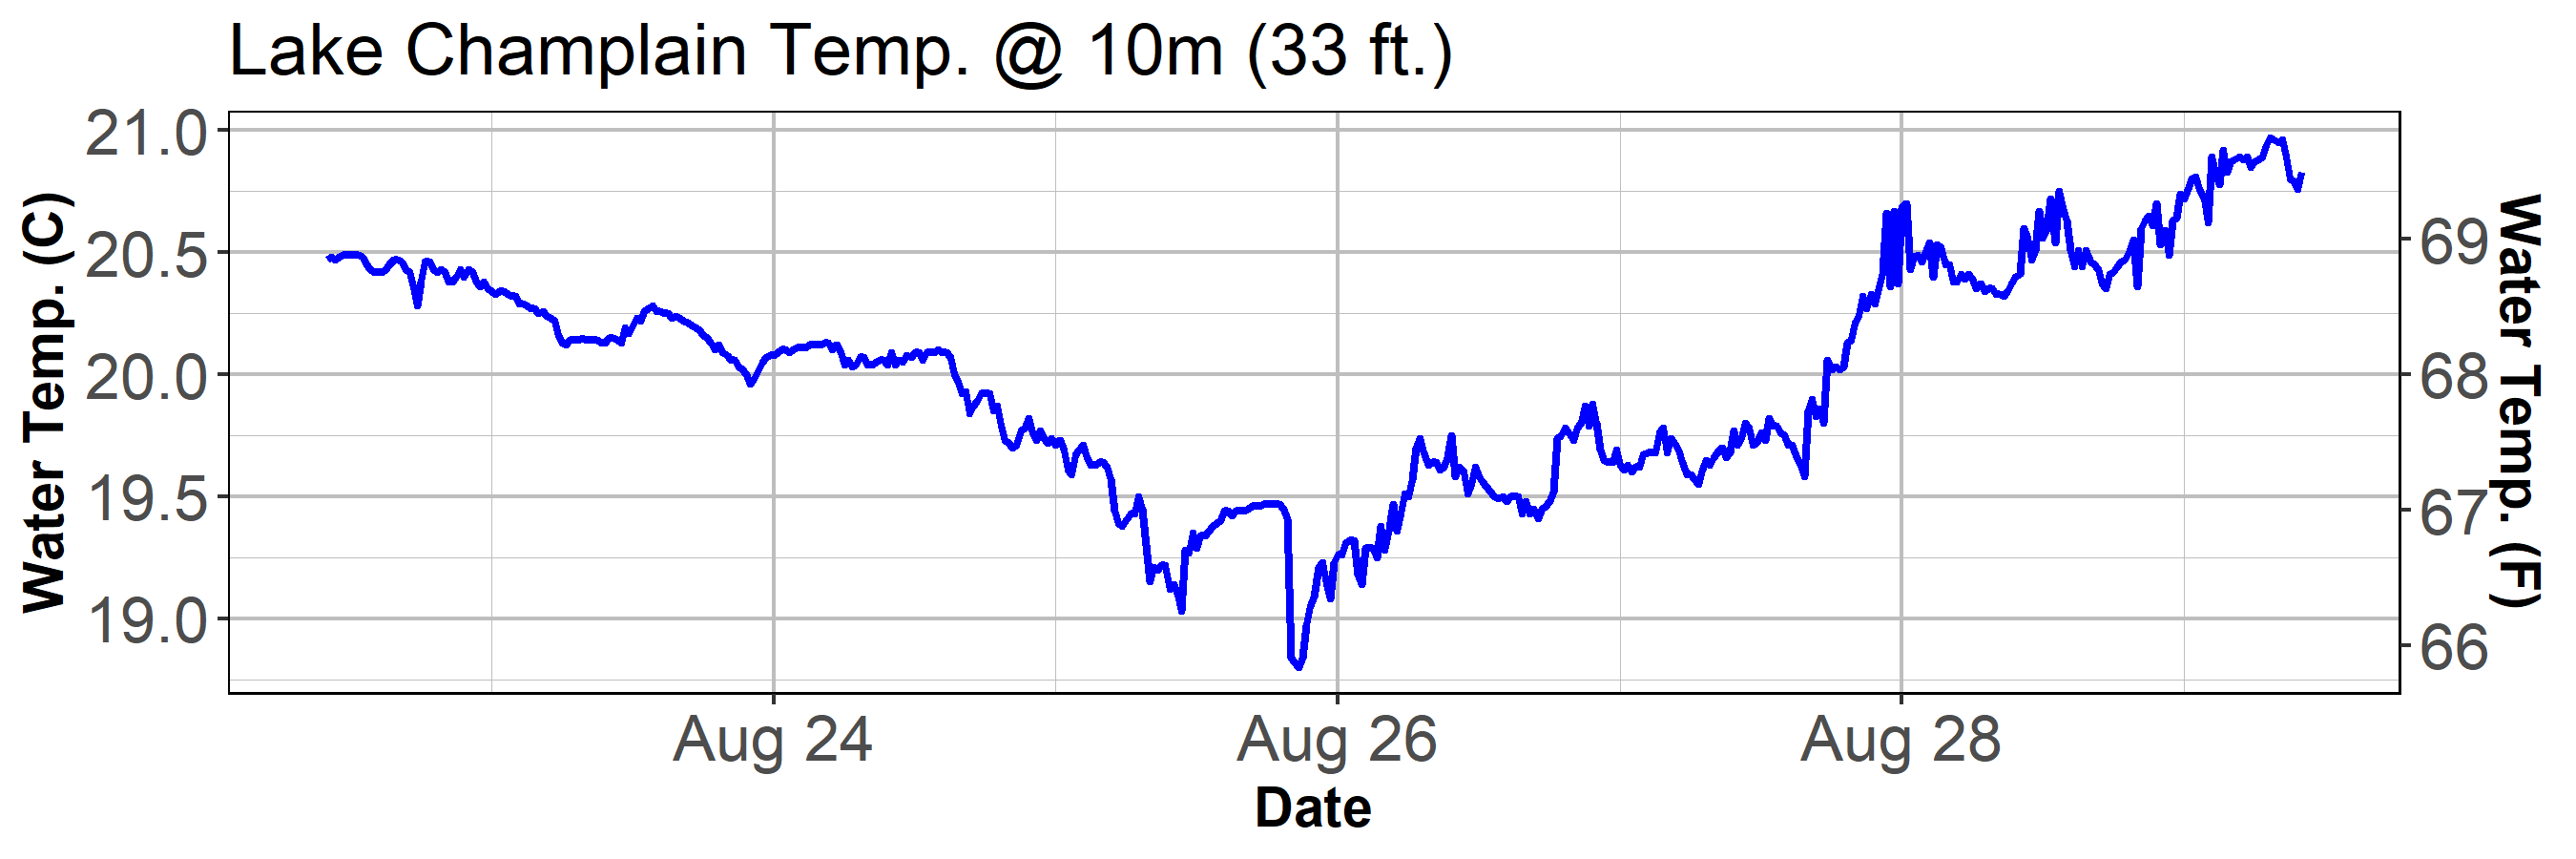 Lake Champlain Temp. @ 10m (33 ft.)
Water Temp. (C)
21.0
20.5
20.0
19.5
19.0
69
68
67
66
Water Temp. (F)
Aug 24 Aug 26 Aug 28
Date